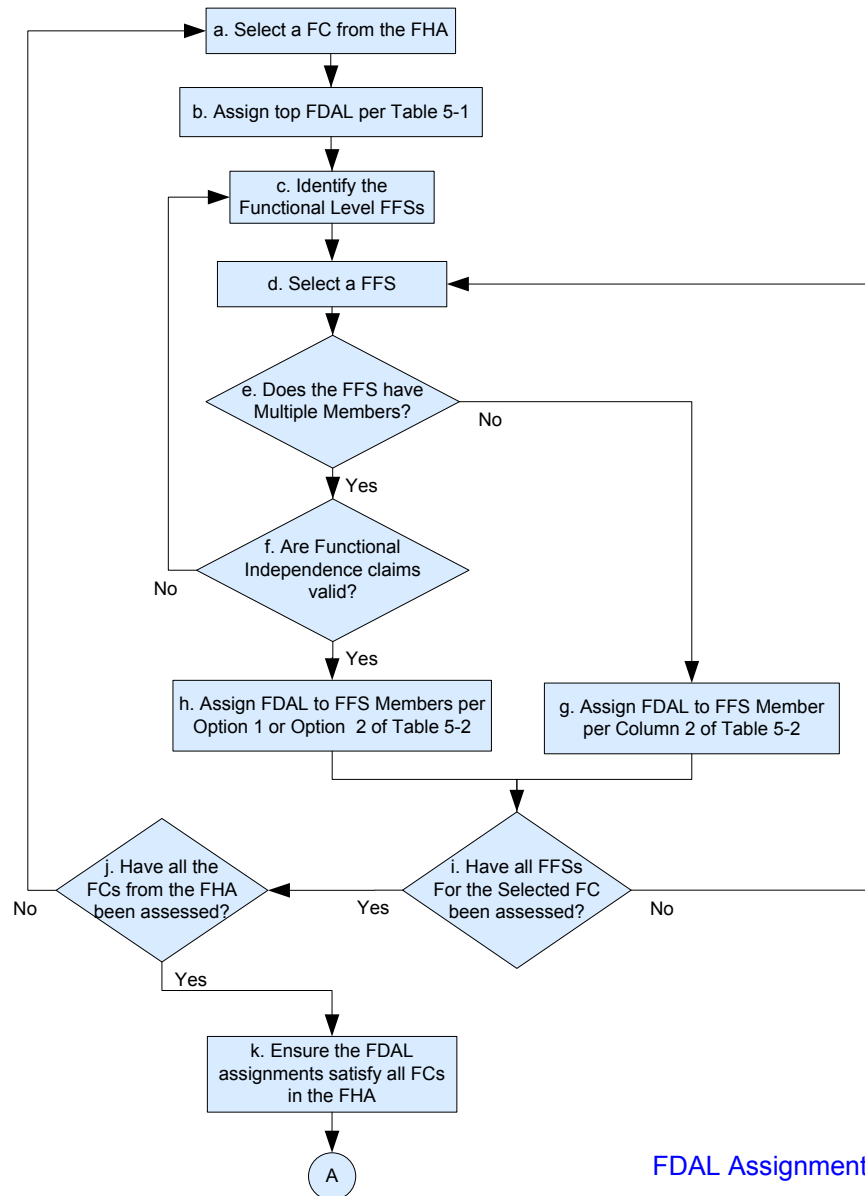 a. Select a FC from the FHA
b. Assign top FDAL per Table 5-1
c. Identify the
Functional Level FFSs
d. Select a FFS
e. Does the FFS have
Multiple Members?
No
Yes
f. Are Functional
Independence claims
valid?
No
Yes
h. Assign FDAL to FFS Members per
Option 1 or Option 2 of Table 5-2
g. Assign FDAL to FFS Member
per Column 2 of Table 5-2
j. Have all the
FCs from the FHA
been assessed?
i. Have all FFSs
For the Selected FC
been assessed?
No
Yes
No
Yes
k. Ensure the FDAL
assignments satisfy all FCs
in the FHA
A
FDAL Assignment